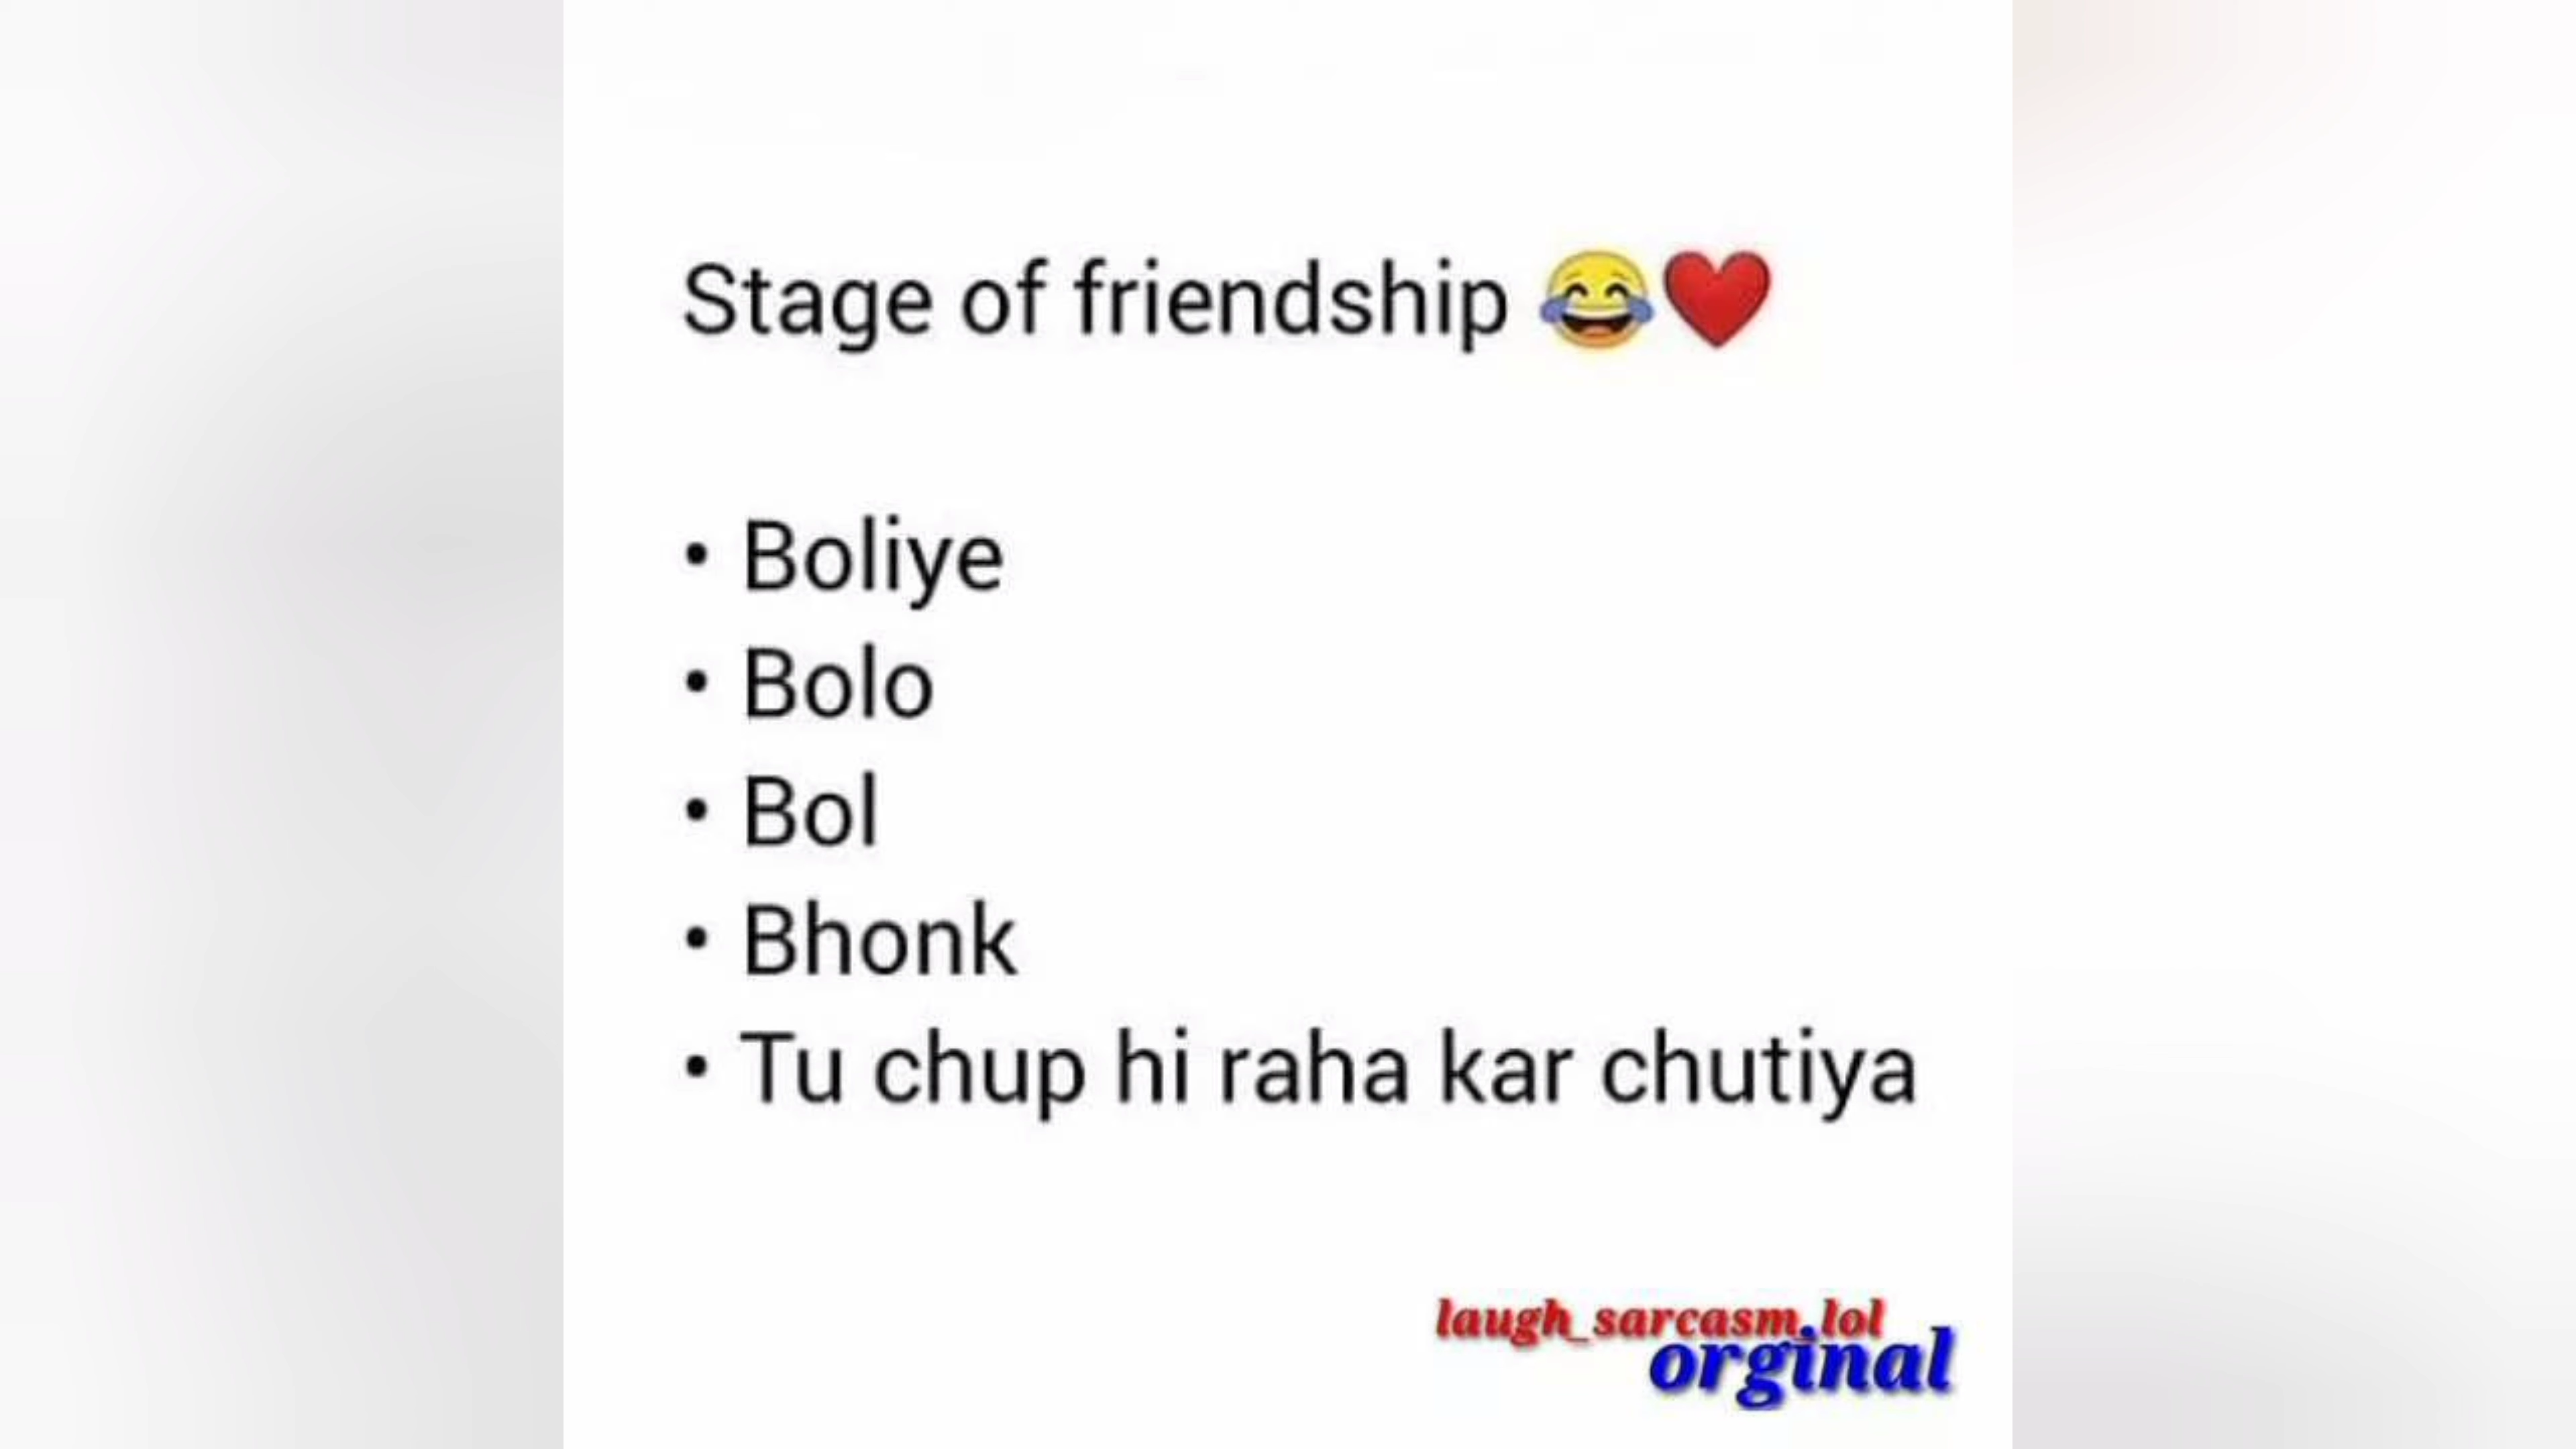 Stage of friendship 😂❤️
• Boliye
• Bolo
• Bol
• Bhonk
• Tu chup hi raha kar chutiya
laugh_sarcasm.lol
orginal